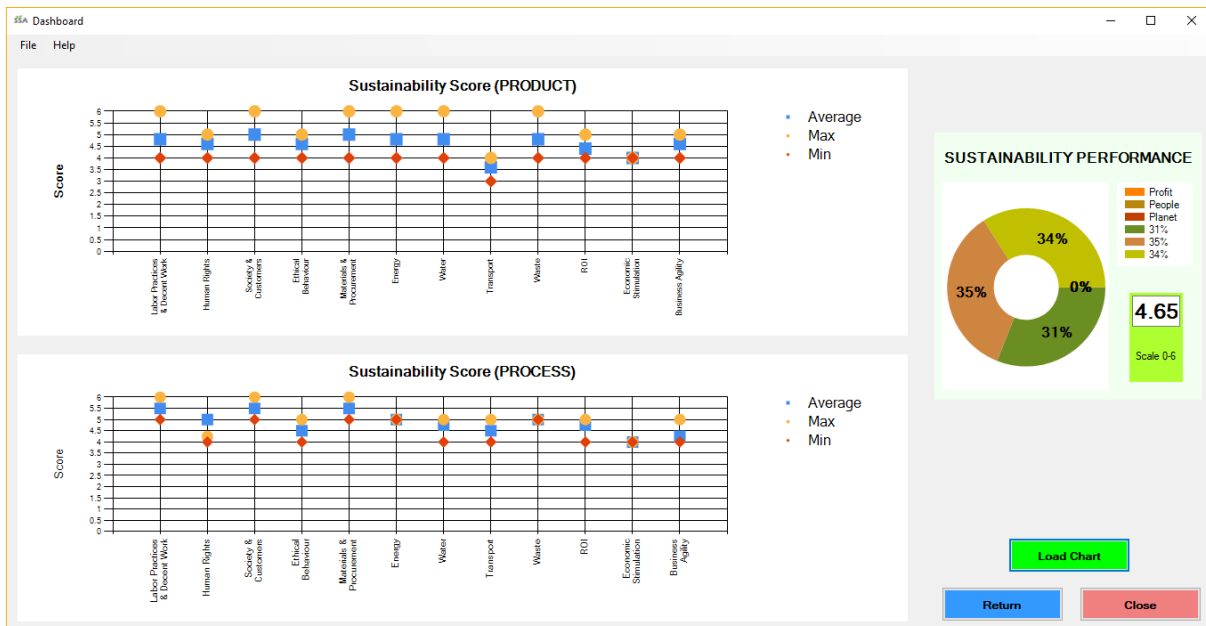 SSA Dashboard
File Help
Sustainability Score (PRODUCT)
Score
6
5.5
5
4.5
4
3.5
3
2.5
2
1.5
1
0.5
0
Labor Practices
& Decent Work
Human Rights
Society &
Customers
Ethical
Behaviour
Materials &
Procurement
Energy
Water
Transport
Waste
ROI
Economic
Stimulation
Business Agility
Average
Max
Min
Sustainability Score (PROCESS)
Score
6
5.5
5
4.5
4
3.5
3
2.5
2
1.5
1
0.5
0
Labor Practices
& Decent Work
Human Rights
Society &
Customers
Ethical
Behaviour
Materials &
Procurement
Energy
Water
Transport
Waste
ROI
Economic
Stimulation
Business
Agility
Average
Max
Min
SUSTAINABILITY PERFORMANCE
34%
35%
0%
31%
Profit
People
Planet
31%
35%
34%
4.65
Scale 0-6
Load Chart
Return
Close